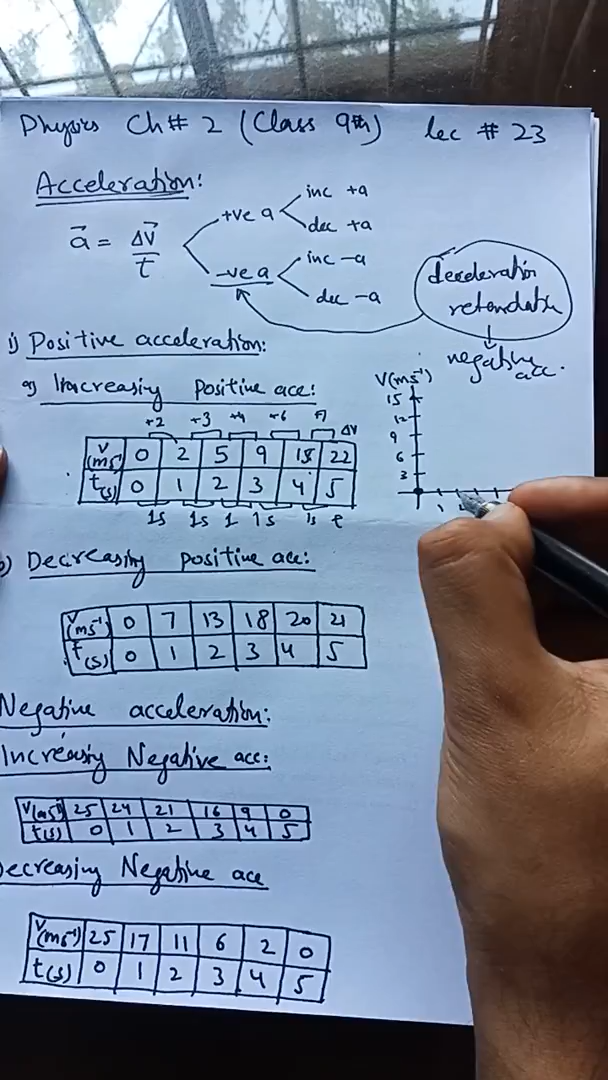 Physics Ch# 2 (Class 9th) lec # 23
Acceleration:
a = Δv/t
+ve a
inc +a
dec +a
-ve a
inc -a
dec -a
deceleration
negative acc.
i) Positive acceleration:
a) Increasing Positive acc:
+2 +3 +4 +6 +7 ΔV
V(ms⁻¹) 0 2 5 9 15 22
t(s) 0 1 2 3 4 5
1s 1s 1 1s 1s t
V(ms⁻¹)
15
12
9
6
3
1
) Decreasing positive acc:
V(ms⁻¹) 0 7 13 18 20 21
t(s) 0 1 2 3 4 5
Negative acceleration:
Increasing Negative acc:
V(ms⁻¹) 25 24 21 16 9 0
t(s) 0 1 2 3 4 5
ecreasing Negative acc
V(ms⁻¹) 25 17 11 6 2 0
t(s) 0 1 2 3 4 5